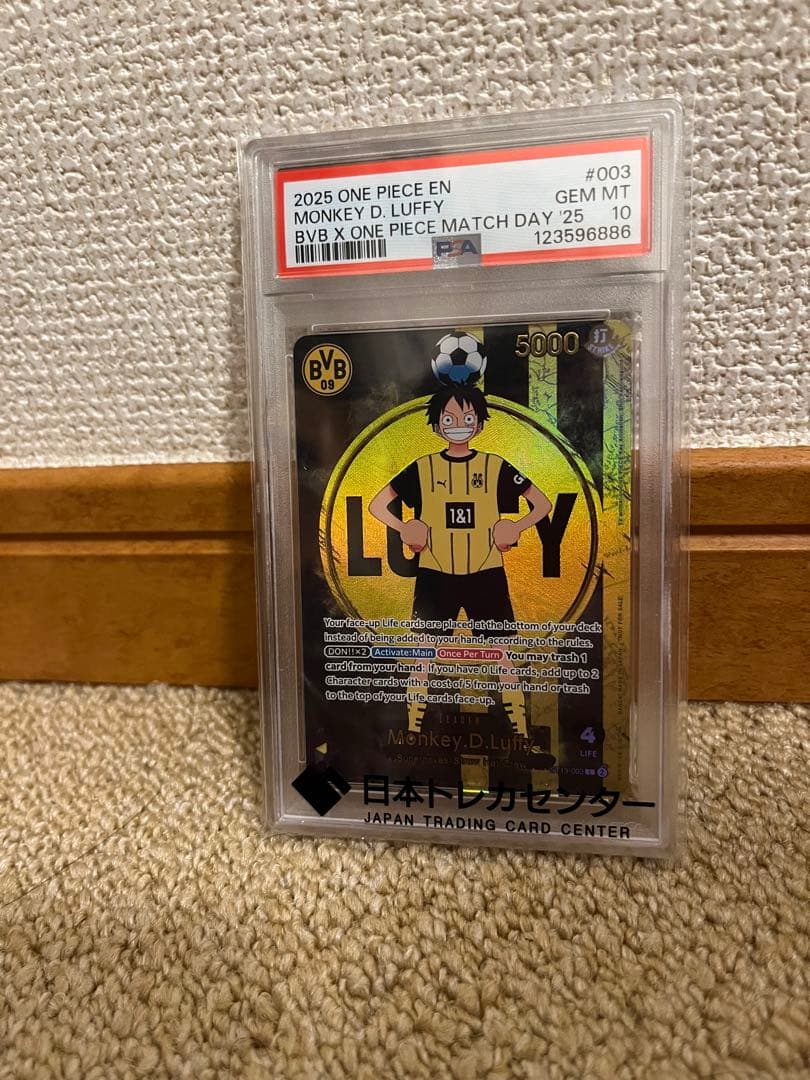 2025 ONE PIECE EN #003
MONKEY D. LUFFY GEM MT
BVB X ONE PIECE MATCH DAY '25 10
123596886
PSA
BVB
09
5000
打
LUFFY
1&1
Your face-up Life cards are placed at the bottom of your deck
instead of being added to your hand, according to the rules.
DON!!×2 Activate:Main Once Per Turn You may trash 1
card from your hand: If you have 0 Life cards, add up to 2
Character cards with a cost of 5 from your hand or trash
to the top of your Life cards face-up.
LEADER
Monkey.D.Luffy
4
LIFE
日本トレカセンター
JAPAN TRADING CARD CENTER